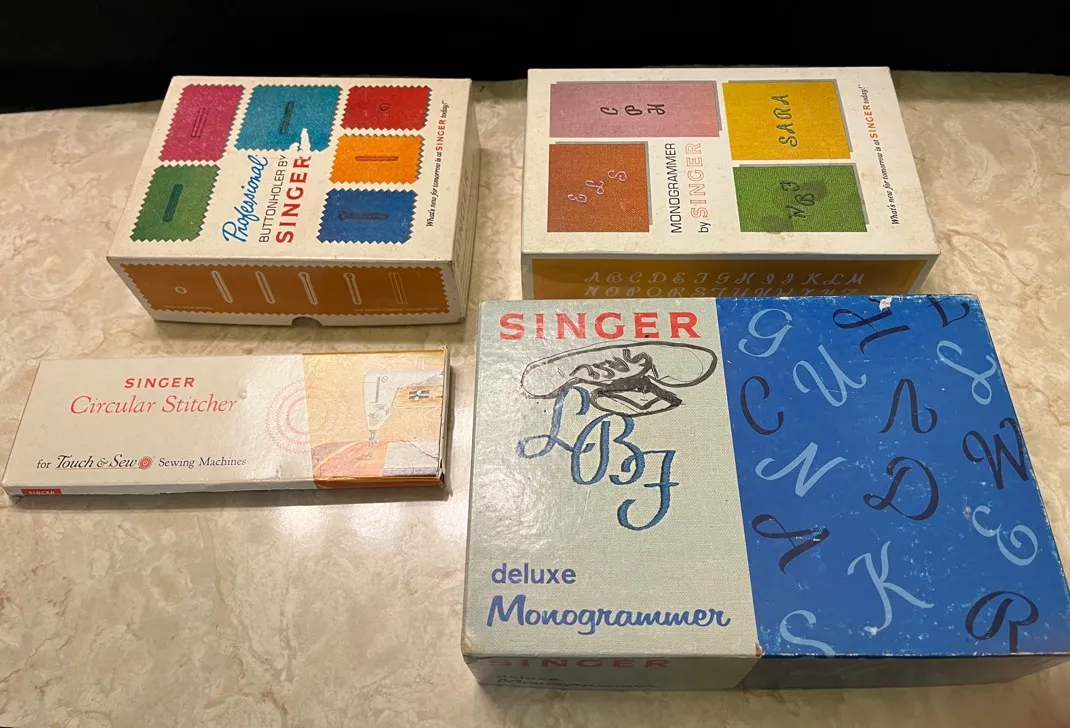 Professional
BUTTONHOLER BY
SINGER
What's new for tomorrow is at SINGER today!
C P H
SARA
E L S
MONOGRAMMER
by SINGER
What's new for tomorrow is at SINGER today!
A B C D E F G H I J K L M
SINGER
Circular Stitcher
for Touch & Sew Sewing Machines
SINGER
SINGER
LBJ
deluxe
Monogrammer
G
U
C
L
N
W
D
A
E
K
S
R
SINGER
deluxe
Monogrammer